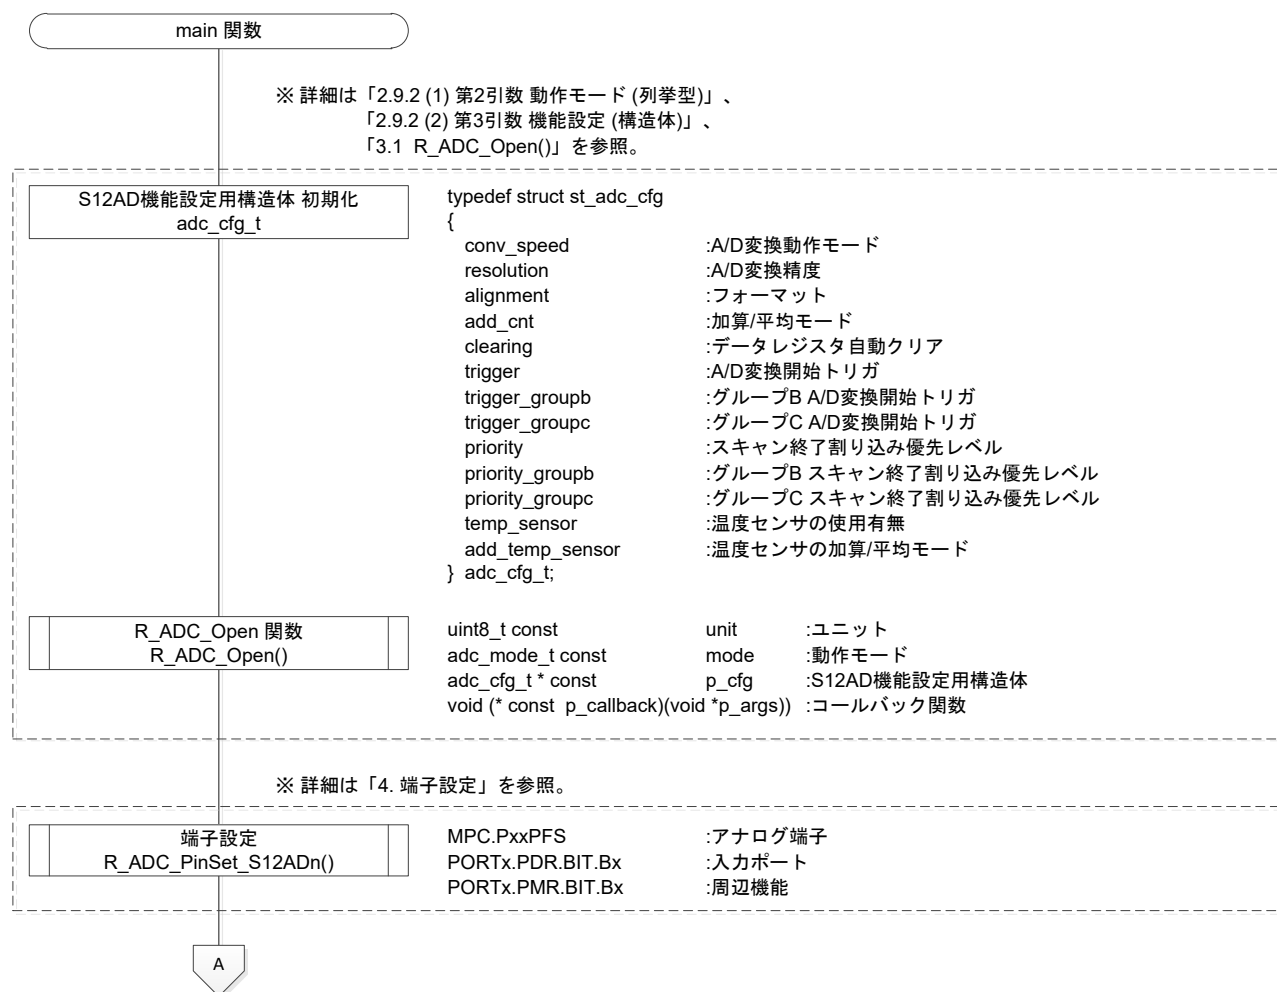 main 関数
※ 詳細は「2.9.2 (1) 第2引数 動作モード (列挙型)」、
「2.9.2 (2) 第3引数 機能設定 (構造体)」、
「3.1 R_ADC_Open()」を参照。
S12AD機能設定用構造体 初期化
adc_cfg_t
typedef struct st_adc_cfg
{
conv_speed :A/D変換動作モード
resolution :A/D変換精度
alignment :フォーマット
add_cnt :加算/平均モード
clearing :データレジスタ自動クリア
trigger :A/D変換開始トリガ
trigger_groupb :グループB A/D変換開始トリガ
trigger_groupc :グループC A/D変換開始トリガ
priority :スキャン終了割り込み優先レベル
priority_groupb :グループB スキャン終了割り込み優先レベル
priority_groupc :グループC スキャン終了割り込み優先レベル
temp_sensor :温度センサの使用有無
add_temp_sensor :温度センサの加算/平均モード
} adc_cfg_t;
R_ADC_Open 関数
R_ADC_Open()
uint8_t const unit :ユニット
adc_mode_t const mode :動作モード
adc_cfg_t * const p_cfg :S12AD機能設定用構造体
void (* const p_callback)(void *p_args)) :コールバック関数
※ 詳細は「4. 端子設定」を参照。
端子設定
R_ADC_PinSet_S12ADn()
MPC.PxxPFS :アナログ端子
PORTx.PDR.BIT.Bx :入力ポート
PORTx.PMR.BIT.Bx :周辺機能
A